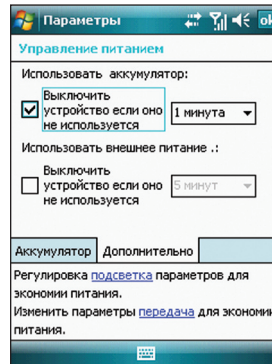 Параметры
ok
Управление питанием
Использовать аккумулятор:
Выключить
устройство если оно
не используется
1 минута
Использовать внешнее питание .:
Выключить
устройство если оно
не используется
5 минут
Аккумулятор Дополнительно
Регулировка подсветка параметров для
экономии питания.
Изменить параметры передача для экономии
питания.